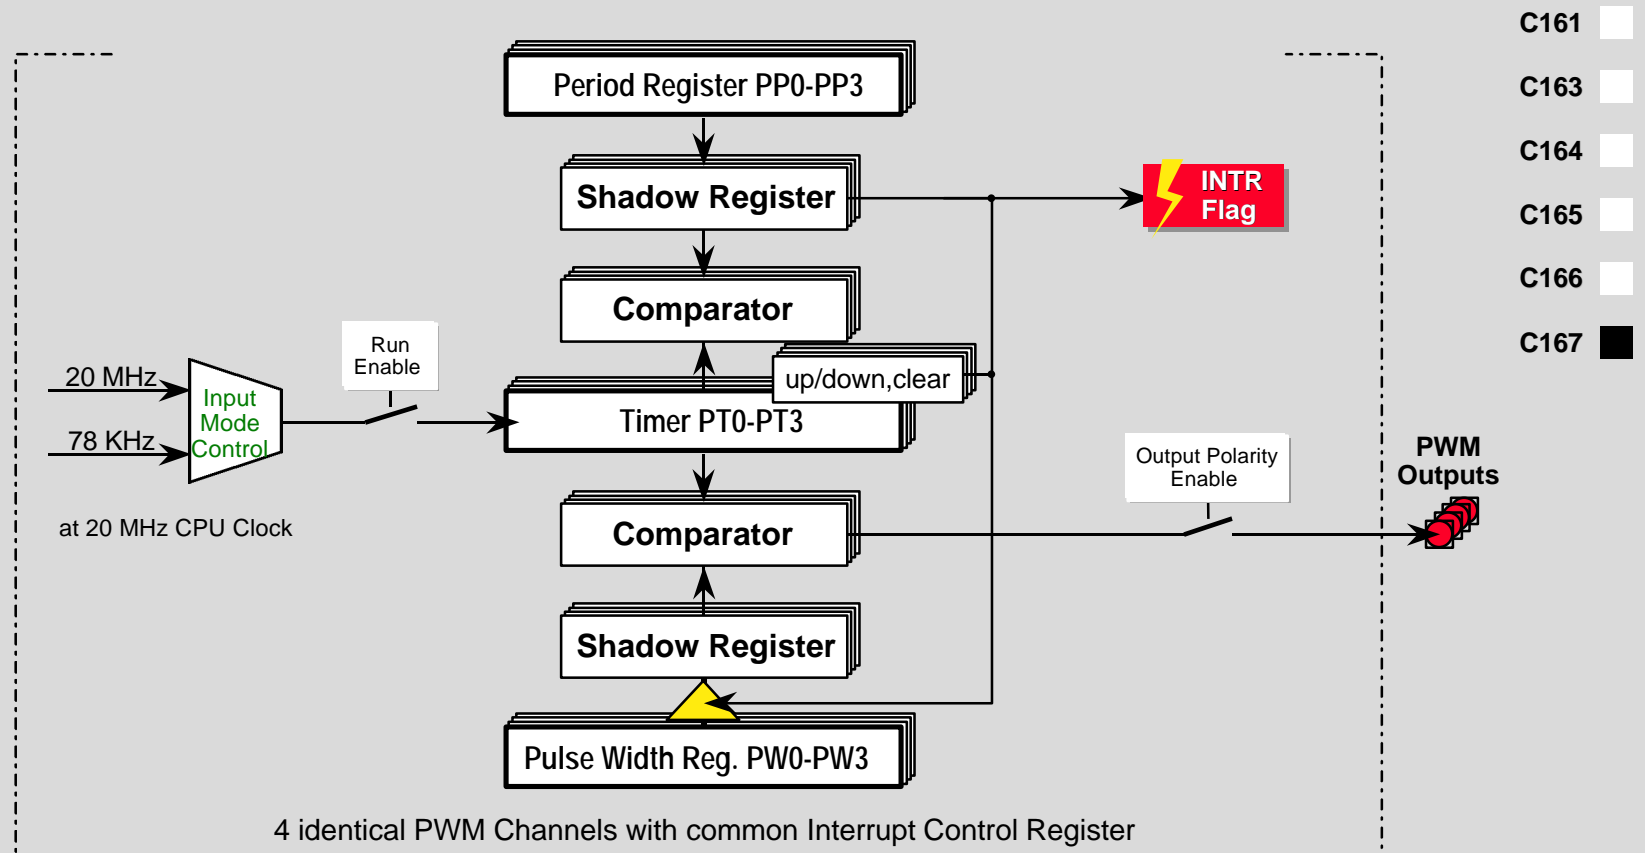 C161
Period Register PP0-PP3
C163
C164
Shadow Register
INTR
Flag
C165
C166
Comparator
C167
Run
Enable
20 MHz
up/down,clear
Input
Mode
Control
Timer PT0-PT3
78 KHz
Output Polarity
Enable
PWM
Outputs
at 20 MHz CPU Clock
Comparator
Shadow Register
Pulse Width Reg. PW0-PW3
4 identical PWM Channels with common Interrupt Control Register